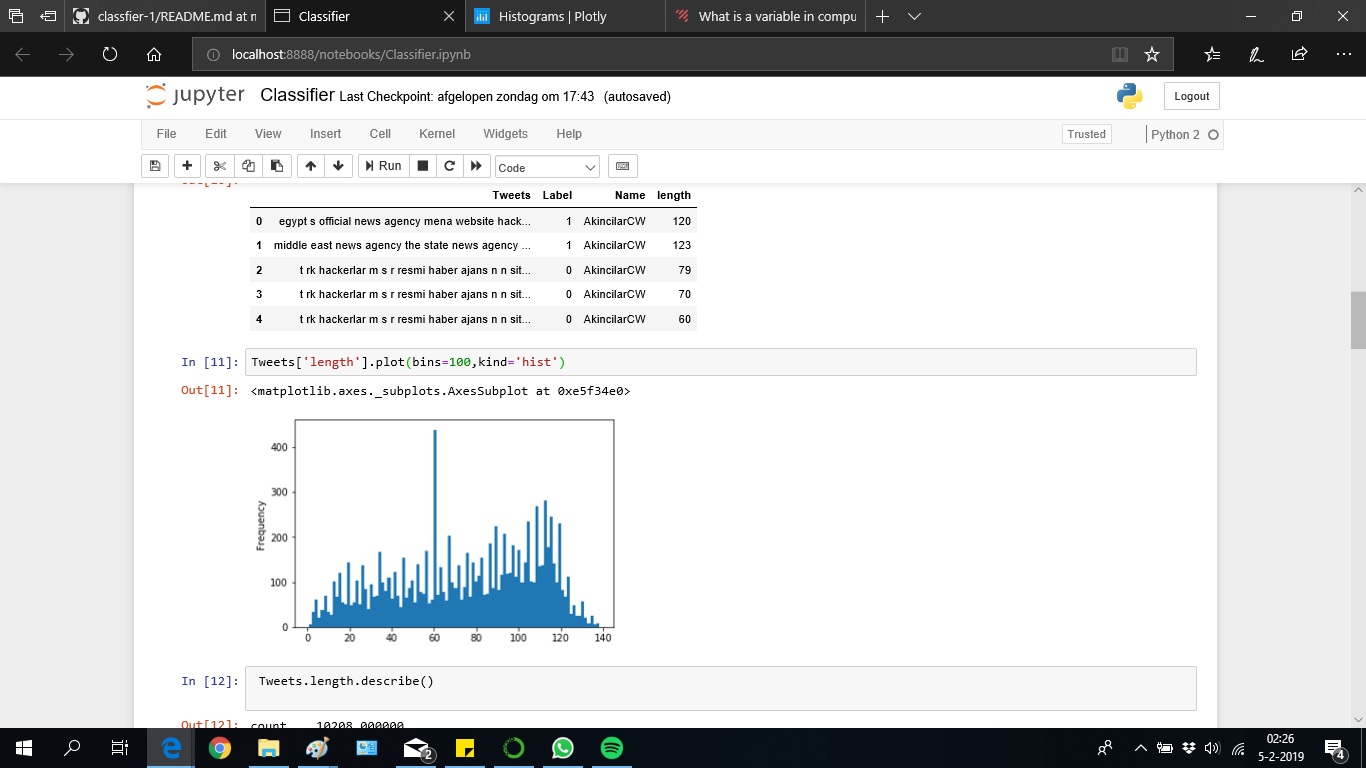 classfier-1/README.md at n
Classifier
Histograms | Plotly
What is a variable in compu
localhost:8888/notebooks/Classifier.ipynb
jupyter Classifier Last Checkpoint: afgelopen zondag om 17:43 (autosaved)
Logout
File Edit View Insert Cell Kernel Widgets Help
Trusted
Python 2
Run
Code
Tweets Label Name length
0 egypt s official news agency mena website hack... 1 AkincilarCW 120
1 middle east news agency the state news agency ... 1 AkincilarCW 123
2 t rk hackerlar m s r resmi haber ajans n n sit... 0 AkincilarCW 79
3 t rk hackerlar m s r resmi haber ajans n n sit... 0 AkincilarCW 70
4 t rk hackerlar m s r resmi haber ajans n n sit... 0 AkincilarCW 60
In [11]: Tweets['length'].plot(bins=100,kind='hist')
Out[11]: <matplotlib.axes._subplots.AxesSubplot at 0xe5f34e0>
400
300
200
100
0
Frequency
0 20 40 60 80 100 120 140
In [12]: Tweets.length.describe()
Out[12]: count 10208.000000
2
02:26
5-2-2019
4